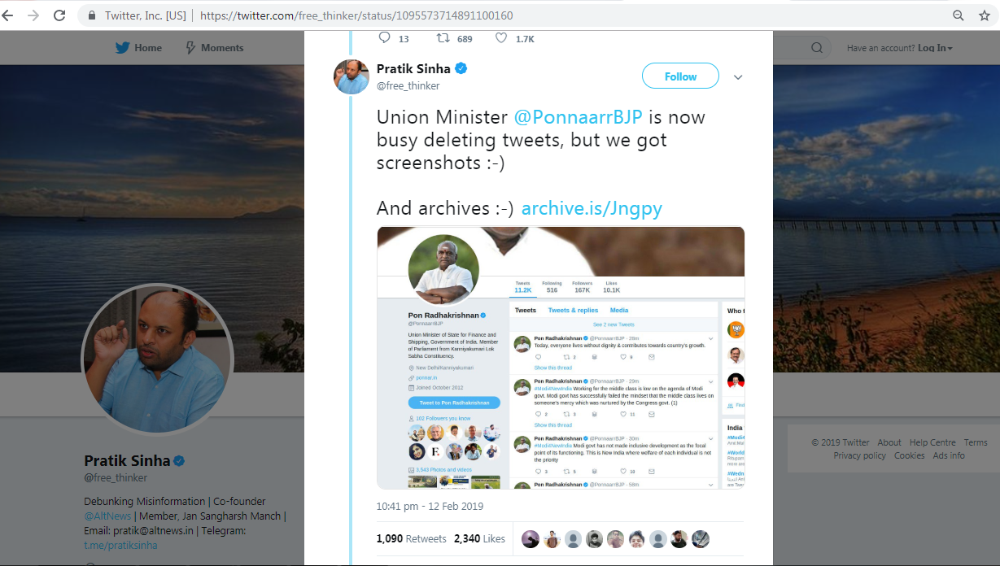 Twitter, Inc. [US] | https://twitter.com/free_thinker/status/1095573714891100160
Home
Moments
Have an account? Log In
13 689 1.7K
Pratik Sinha
@free_thinker
Follow
Union Minister @PonnaarrBJP is now
busy deleting tweets, but we got
screenshots :-)
And archives :-) archive.is/Jngpy
Tweets Following Followers Likes
11.2K 516 167K 10.1K
Pon Radhakrishnan
@PonnaarrBJP
Union Minister of State for Finance and
Shipping, Government of India. Member
of Parliament from Kanniyakumari Lok
Sabha Constituency.
New Delhi/Kanniyakumari
ponnar.in
Joined October 2012
Tweet to Pon Radhakrishnan
102 Followers you know
3,543 Photos and videos
Tweets Tweets & replies Media
See 2 new Tweets
Pon Radhakrishnan @PonnaarrBJP · 26m
Today, everyone lives without dignity & contributes towards country's growth.
2 9
Show this thread
Pon Radhakrishnan @PonnaarrBJP · 29m
#Modi4NewIndia Working for the middle class is low on the agenda of Modi
govt. Modi govt has successfully failed the mindset that the middle class lives on
someone's mercy which was nurtured by the Congress govt. (1)
2 3 11
Show this thread
Pon Radhakrishnan @PonnaarrBJP · 30m
#Modi4NewIndia Modi govt has not made inclusive development as the focal
point of its functioning. This is New India where welfare of each individual is not
the priority
3 5 10
Pon Radhakrishnan @PonnaarrBJP · 58m
Who t
Find
India
#Modi4
#World
#Wedn
10:41 pm - 12 Feb 2019
1,090 Retweets 2,340 Likes
Pratik Sinha
@free_thinker
Debunking Misinformation | Co-founder
@AltNews | Member, Jan Sangharsh Manch |
Email: pratik@altnews.in | Telegram:
t.me/pratiksinha
© 2019 Twitter About Help Centre Terms
Privacy policy Cookies Ads info